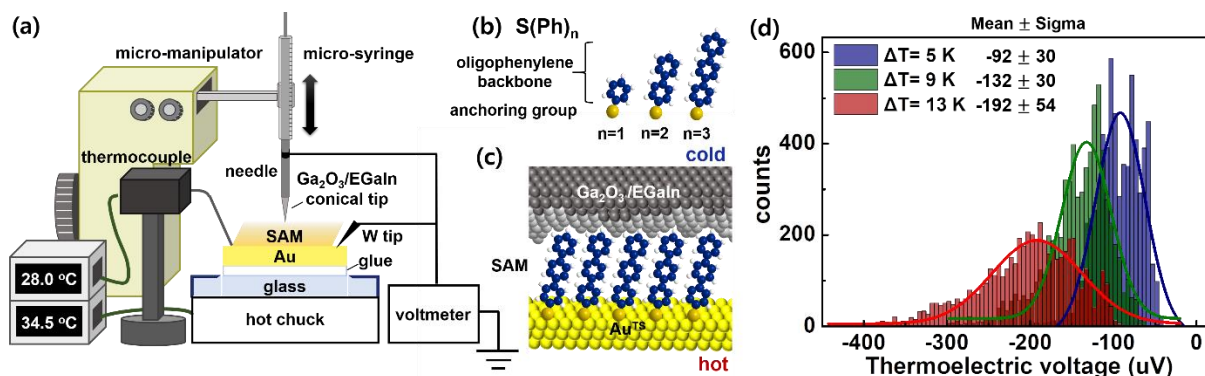 (a)
micro-manipulator
micro-syringe
thermocouple
needle
Ga₂O₃/EGaIn
conical tip
SAM
W tip
Au
glue
glass
hot chuck
voltmeter
28.0 °C
34.5 °C
(b) S(Ph)ₙ
oligophenylene
backbone
anchoring group
n=1 n=2 n=3
(c)
cold
Ga₂O₃/EGaIn
SAM
Auᵀˢ
hot
(d)
Mean ± Sigma
ΔT= 5 K -92 ± 30
ΔT= 9 K -132 ± 30
ΔT= 13 K -192 ± 54
counts
600
400
200
0
-400 -300 -200 -100 0
Thermoelectric voltage (uV)